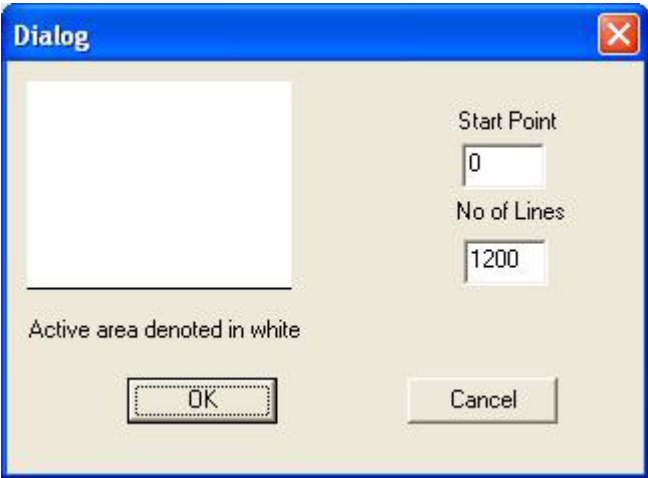 Dialog
Start Point
0
No of Lines
1200
Active area denoted in white
OK
Cancel